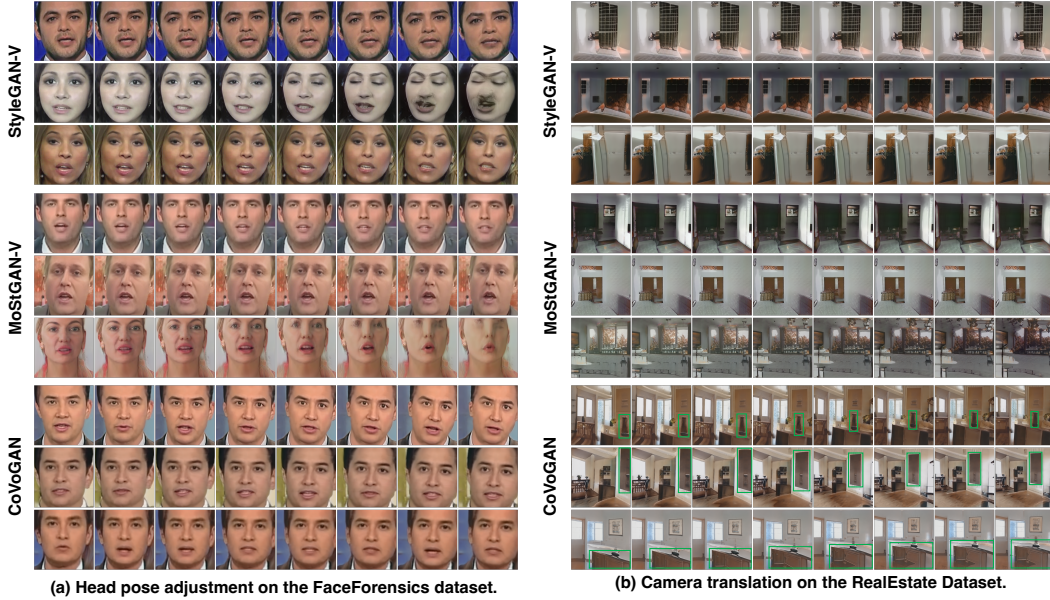 StyleGAN-V
MoStGAN-V
CoVoGAN
(a) Head pose adjustment on the FaceForensics dataset.
StyleGAN-V
MoStGAN-V
CoVoGAN
(b) Camera translation on the RealEstate Dataset.